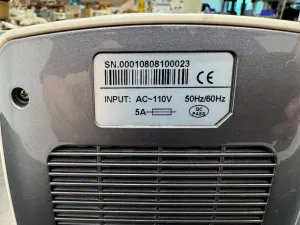 SN.00010808100023
CE
INPUT: AC~110V 50Hz/60Hz
5A
QC
PASS